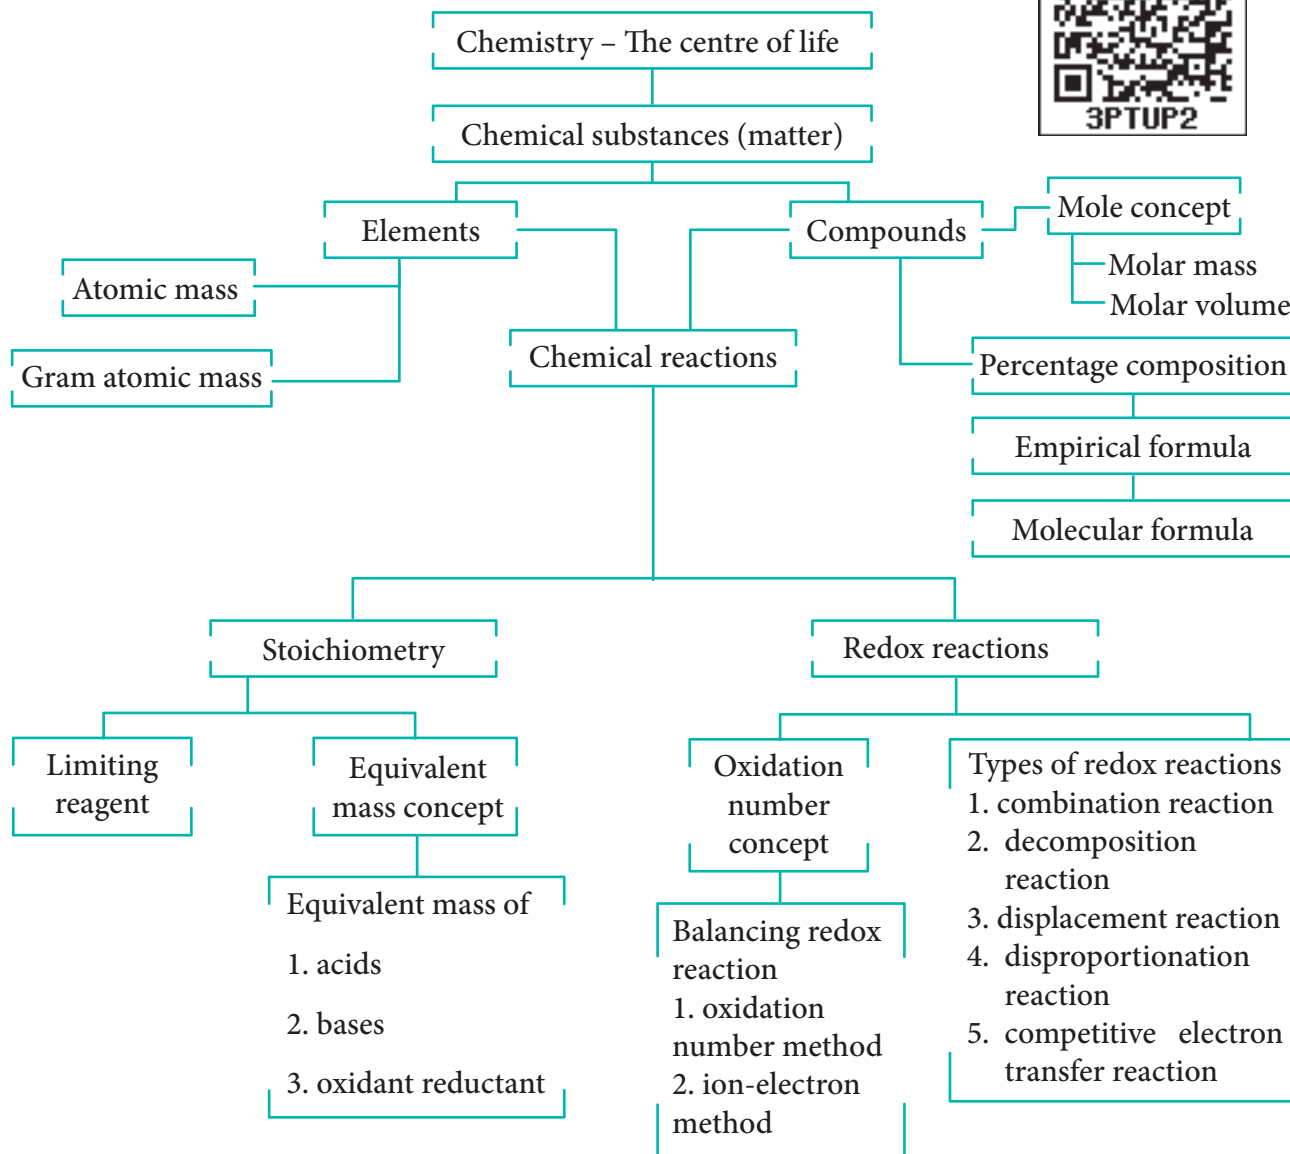 3PTUP2
Chemistry – The centre of life
Chemical substances (matter)
Elements
Compounds
Mole concept
Molar mass
Molar volume
Atomic mass
Gram atomic mass
Chemical reactions
Percentage composition
Empirical formula
Molecular formula
Stoichiometry
Redox reactions
Limiting
reagent
Equivalent
mass concept
Equivalent mass of
1. acids
2. bases
3. oxidant reductant
Oxidation
number
concept
Balancing redox
reaction
1. oxidation
number method
2. ion-electron
method
Types of redox reactions
1. combination reaction
2. decomposition
reaction
3. displacement reaction
4. disproportionation
reaction
5. competitive electron
transfer reaction